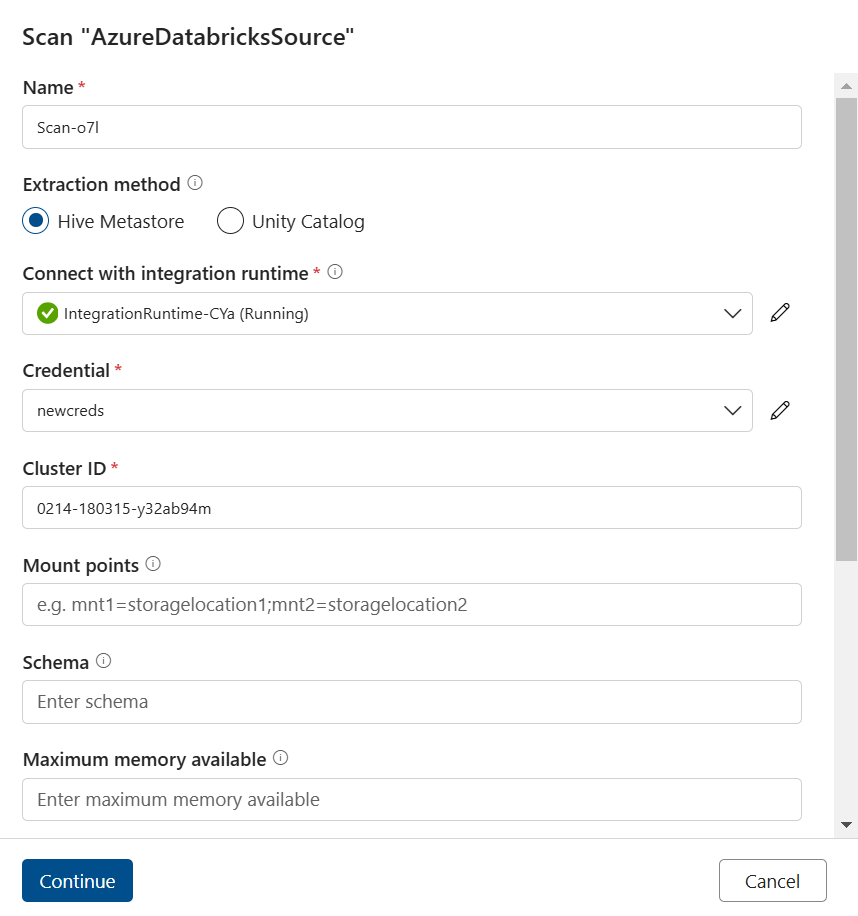 Scan "AzureDatabricksSource"
Name *
Scan-o7l
Extraction method
Hive Metastore Unity Catalog
Connect with integration runtime *
IntegrationRuntime-CYa (Running)
Credential *
newcreds
Cluster ID *
0214-180315-y32ab94m
Mount points
e.g. mnt1=storagelocation1;mnt2=storagelocation2
Schema
Enter schema
Maximum memory available
Enter maximum memory available
Continue Cancel